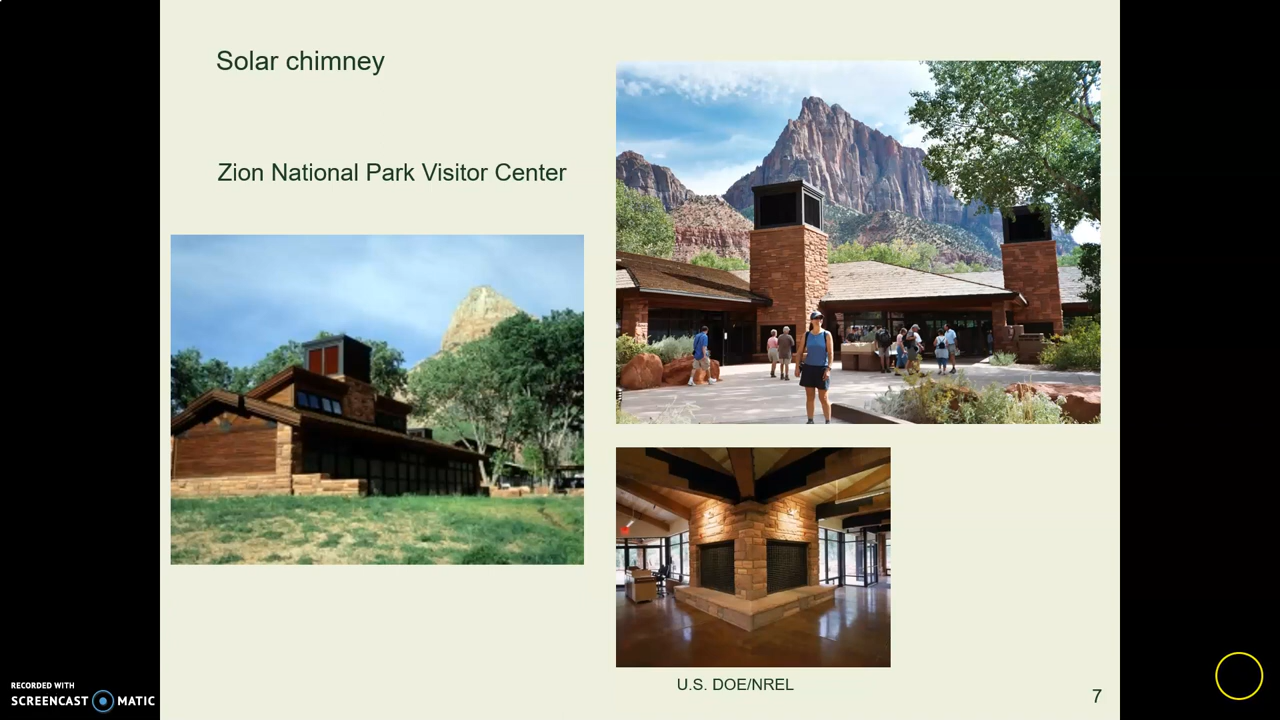 Solar chimney
Zion National Park Visitor Center
U.S. DOE/NREL
7
RECORDED WITH
SCREENCAST MATIC